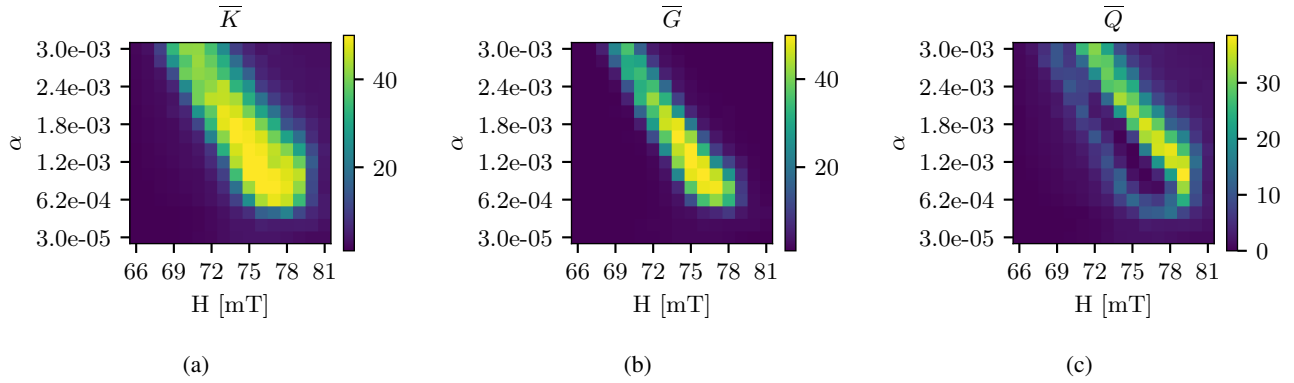 K̅
3.0e-03
2.4e-03
1.8e-03
1.2e-03
6.2e-04
3.0e-05
α
66 69 72 75 78 81
H [mT]
40
20
(a)
G̅
3.0e-03
2.4e-03
1.8e-03
1.2e-03
6.2e-04
3.0e-05
α
66 69 72 75 78 81
H [mT]
40
20
(b)
Q̅
3.0e-03
2.4e-03
1.8e-03
1.2e-03
6.2e-04
3.0e-05
α
66 69 72 75 78 81
H [mT]
30
20
10
0
(c)